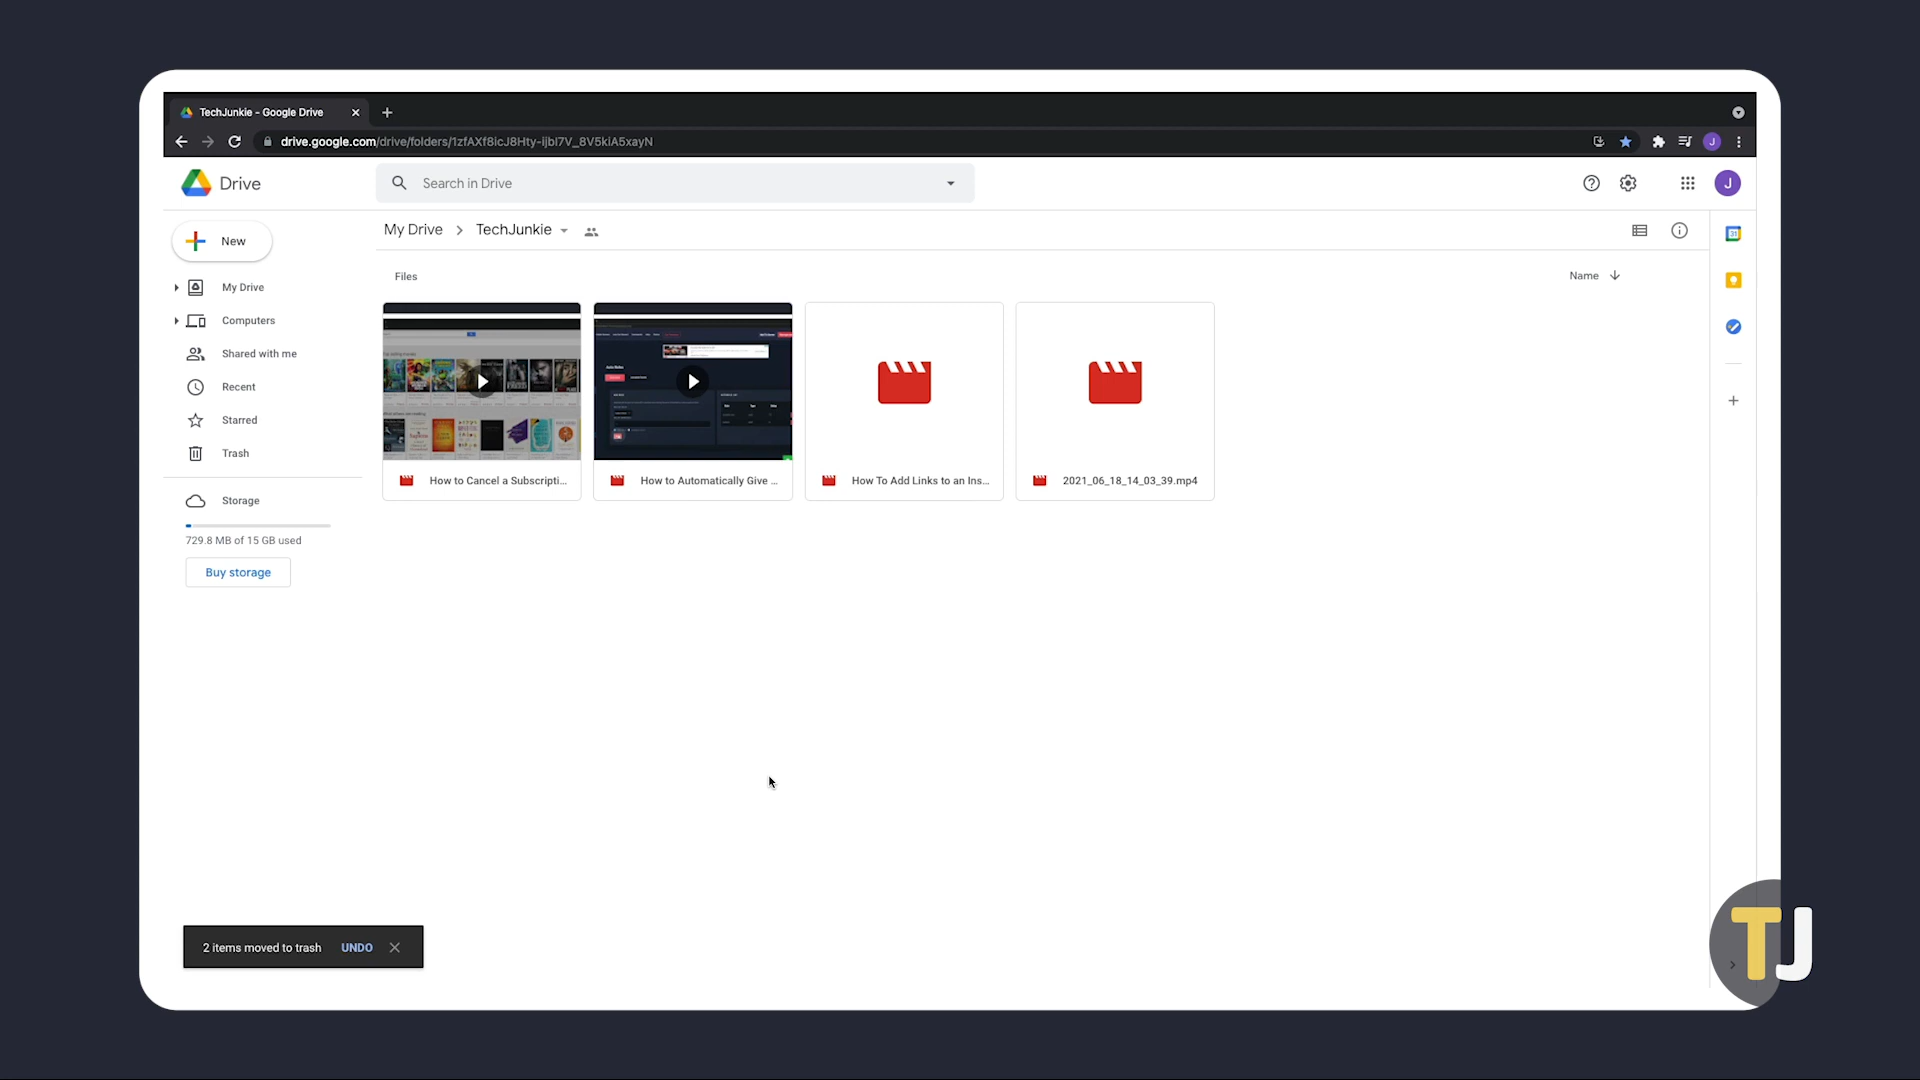 TechJunkie - Google Drive
drive.google.com/drive/folders/1zfAXf8icJ8Hty-ijbI7V_8V5kiA5xayN
J
Drive
Search in Drive
J
New
My Drive
TechJunkie
31
Files
Name
My Drive
Computers
Shared with me
Recent
Starred
Trash
How to Cancel a Subscripti...
How to Automatically Give ...
How To Add Links to an Ins...
2021_06_18_14_03_39.mp4
Storage
729.8 MB of 15 GB used
Buy storage
2 items moved to trash UNDO
TJ